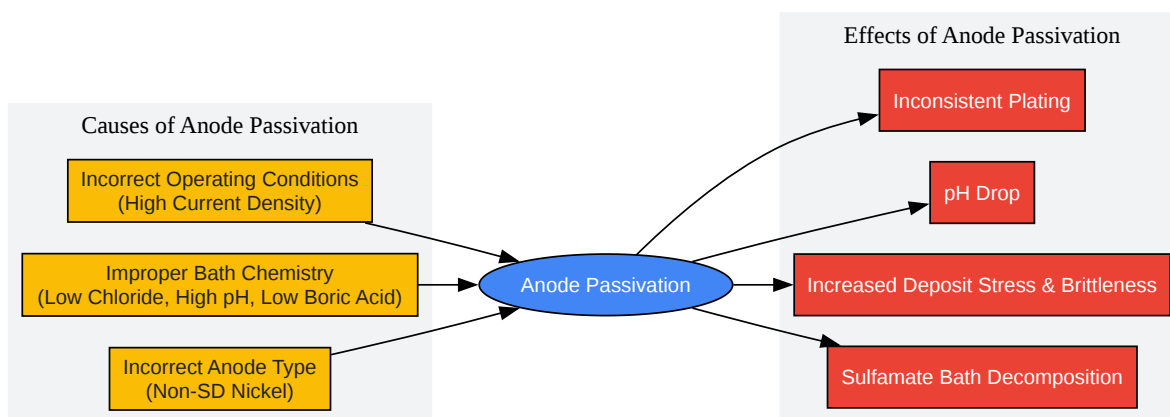 Causes of Anode Passivation
Incorrect Operating Conditions
(High Current Density)
Improper Bath Chemistry
(Low Chloride, High pH, Low Boric Acid)
Incorrect Anode Type
(Non-SD Nickel)
Anode Passivation
Effects of Anode Passivation
Inconsistent Plating
pH Drop
Increased Deposit Stress & Brittleness
Sulfamate Bath Decomposition